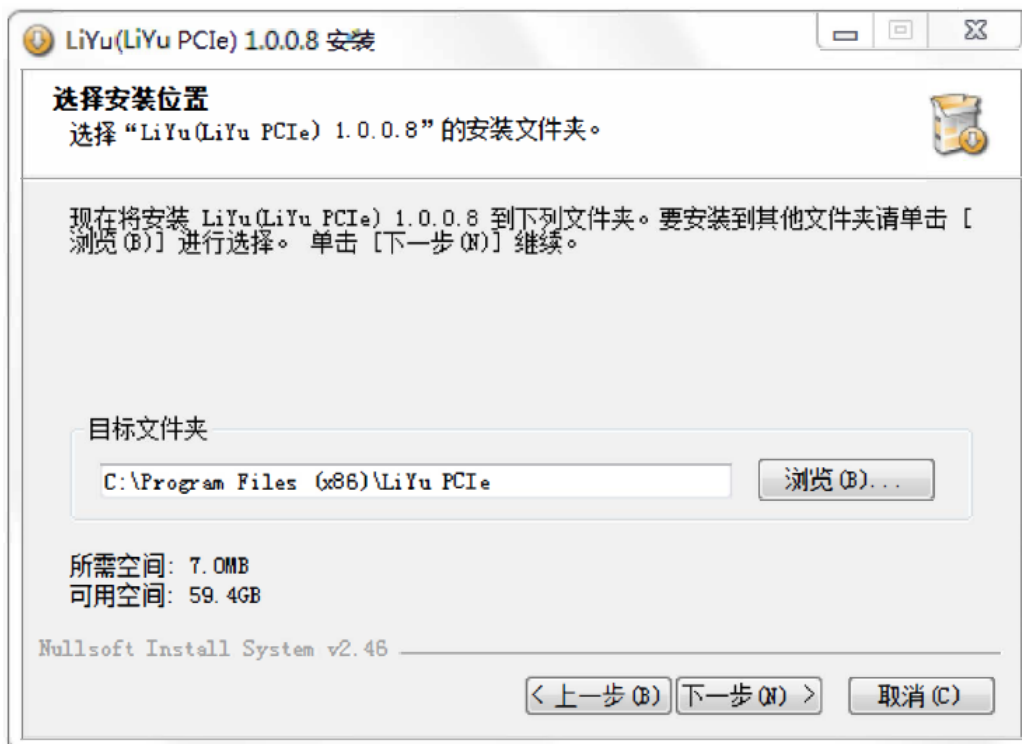 LiYu(LiYu PCIe) 1.0.0.8 安装
选择安装位置
选择“LiYu(LiYu PCIe) 1.0.0.8”的安装文件夹。
现在将安装 LiYu(LiYu PCIe) 1.0.0.8 到下列文件夹。要安装到其他文件夹请单击 [
浏览(B)] 进行选择。 单击 [下一步(N)] 继续。
目标文件夹
C:\Program Files (x86)\LiYu PCIe
浏览(B)...
所需空间: 7.0MB
可用空间: 59.4GB
Nullsoft Install System v2.46
< 上一步(B)
下一步(N) >
取消(C)